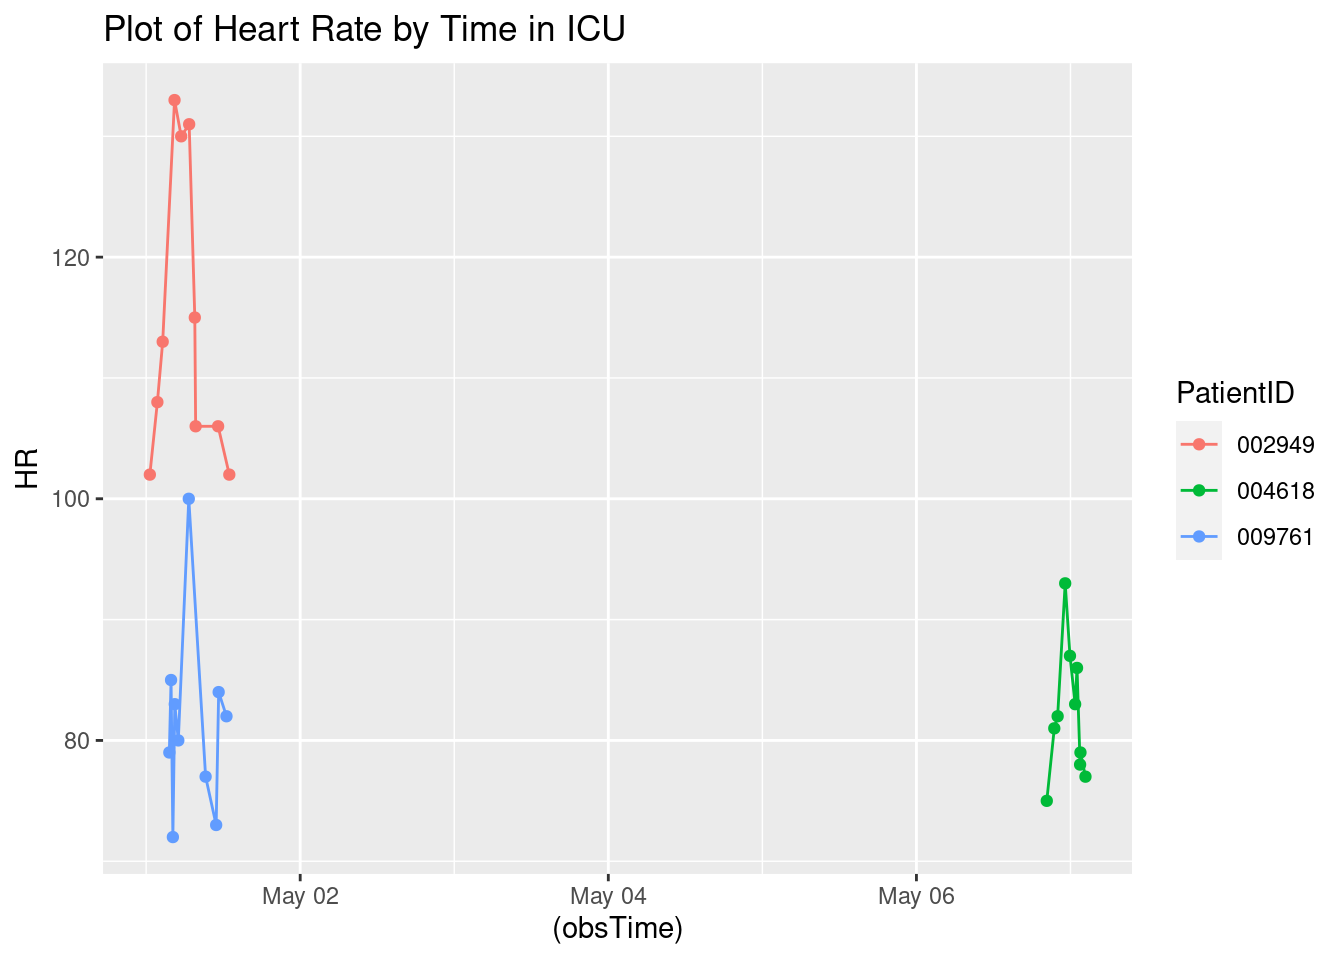 Plot of Heart Rate by Time in ICU
120
100
80
HR
May 02
May 04
May 06
(obsTime)
PatientID
002949
004618
009761